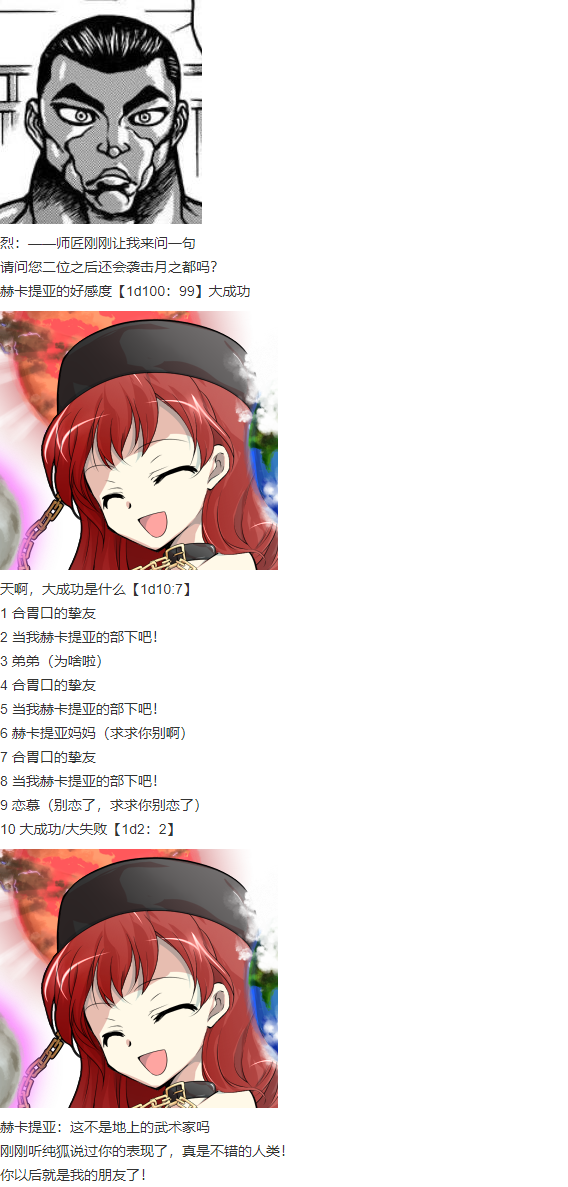 烈：——师匠刚刚让我来问一句
请问您二位之后还会袭击月之都吗？
赫卡提亚的好感度【1d100：99】大成功
天啊，大成功是什么【1d10:7】
1 合胃口的挚友
2 当我赫卡提亚的部下吧！
3 弟弟（为啥啦）
4 合胃口的挚友
5 当我赫卡提亚的部下吧！
6 赫卡提亚妈妈（求求你别啊）
7 合胃口的挚友
8 当我赫卡提亚的部下吧！
9 恋慕（别恋了，求求你别恋了）
10 大成功/大失败【1d2：2】
赫卡提亚：这不是地上的武术家吗
刚刚听纯狐说过你的表现了，真是不错的人类！
你以后就是我的朋友了！